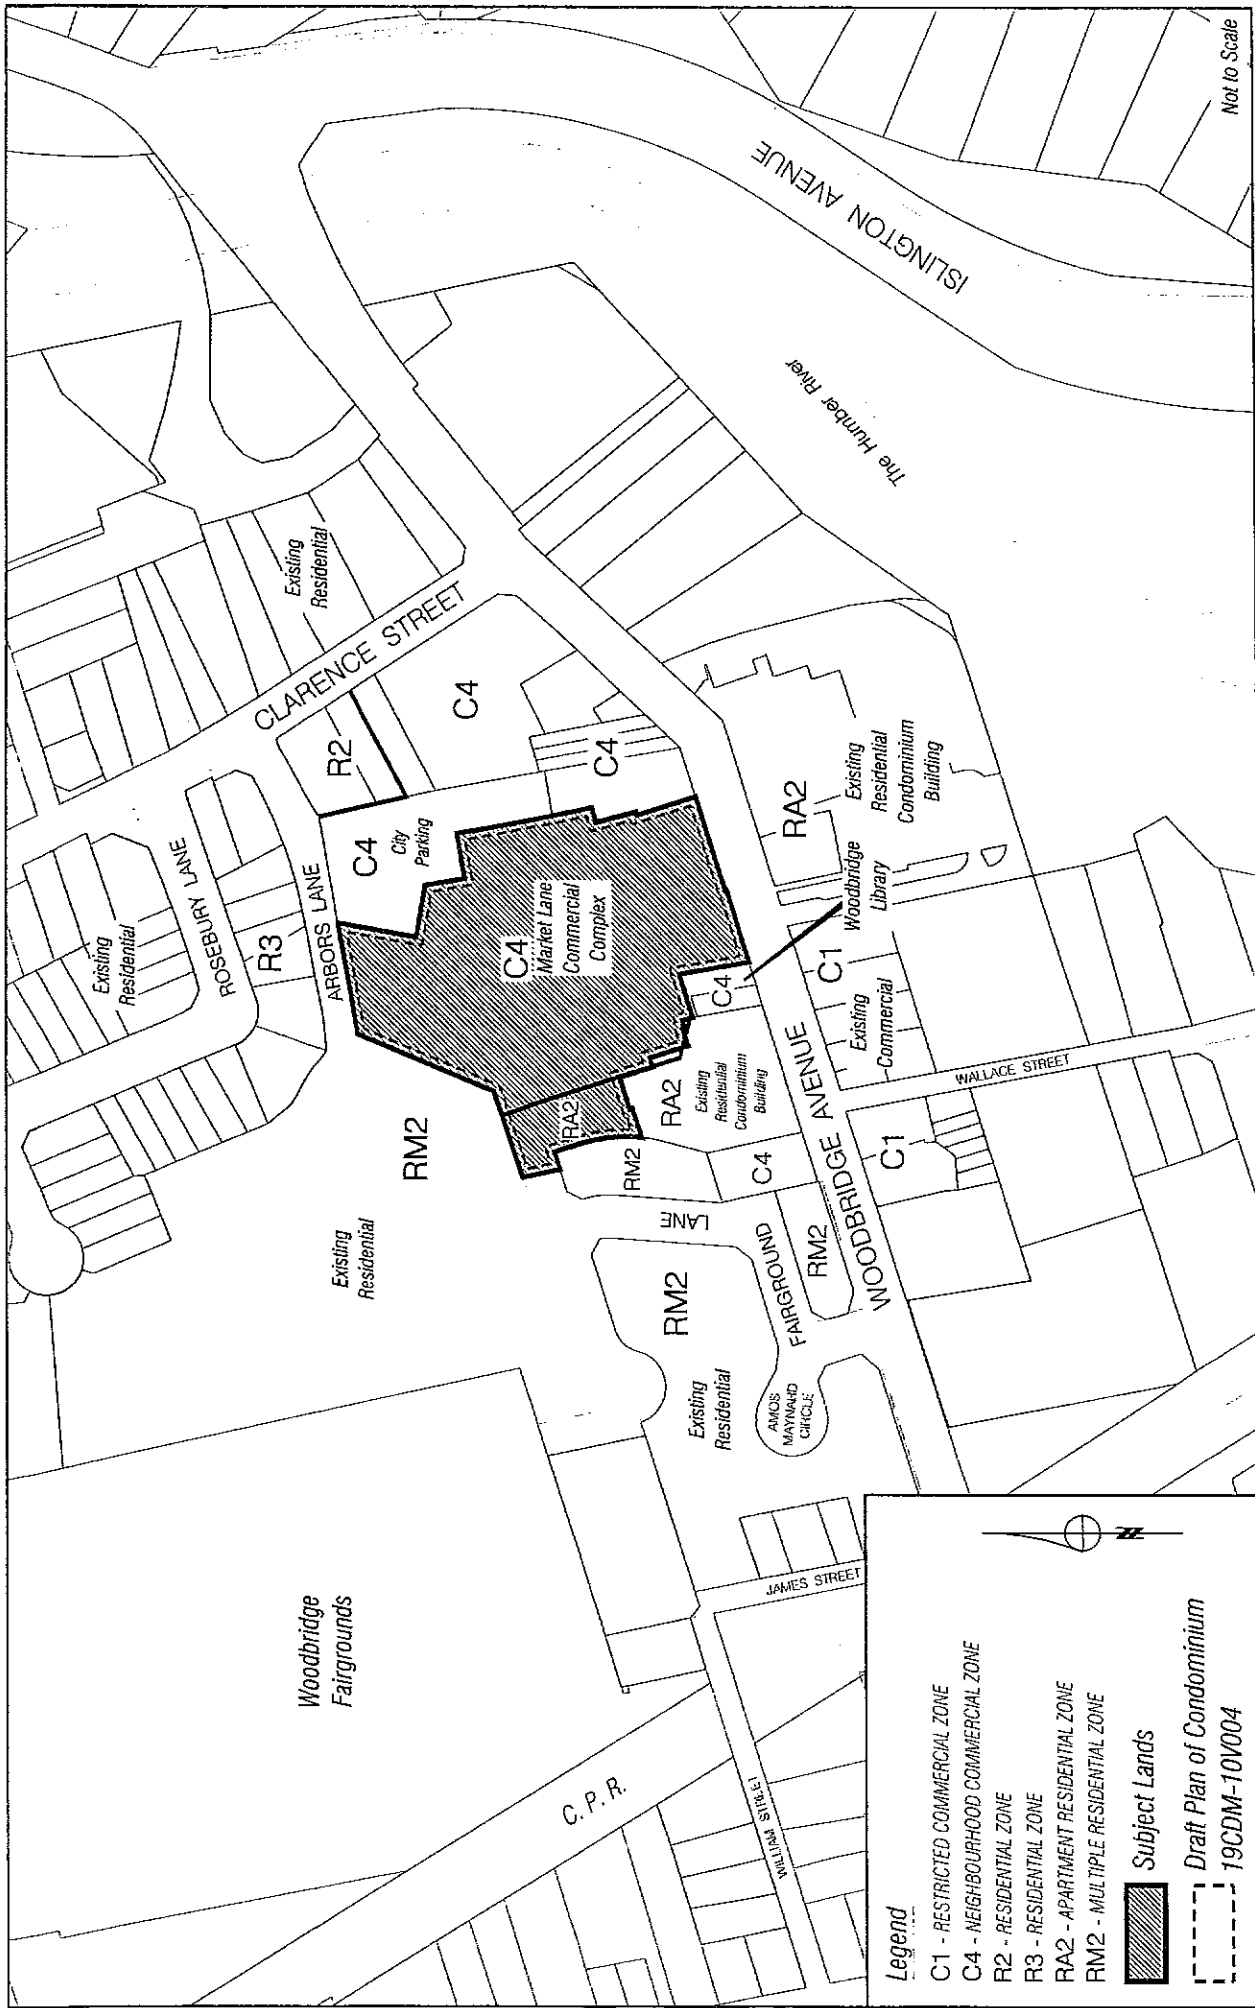 Not to Scale
ISLINGTON AVENUE
The Humber River
Existing
Residential
CLARENCE STREET
C4
R2
C4
C4
City
Parking
ROSEBURY LANE
R3
ARBORS LANE
Existing
Residential
C4
Market Lane
Commercial
Complex
RA2
Existing
Residential
Condominium
Building
Woodbridge
Library
C4
C1
Existing
Commercial
WALLACE STREET
C1
WOODBRIDGE AVENUE
RA2
Existing
Residential
Condominium
Building
RA2
RM2
C4
RM2
LANE
FAIRGROUND
RM2
Existing
Residential
RM2
Existing
Residential
AMOS
MAYNARD
CIRCLE
JAMES STREET
WILLIAM STREET
Woodbridge
Fairgrounds
C.P.R.
Legend
C1 - RESTRICTED COMMERCIAL ZONE
C4 - NEIGHBOURHOOD COMMERCIAL ZONE
R2 - RESIDENTIAL ZONE
R3 - RESIDENTIAL ZONE
RA2 - APARTMENT RESIDENTIAL ZONE
RM2 - MULTIPLE RESIDENTIAL ZONE
Subject Lands
Draft Plan of Condominium
19CDM-10V004
N